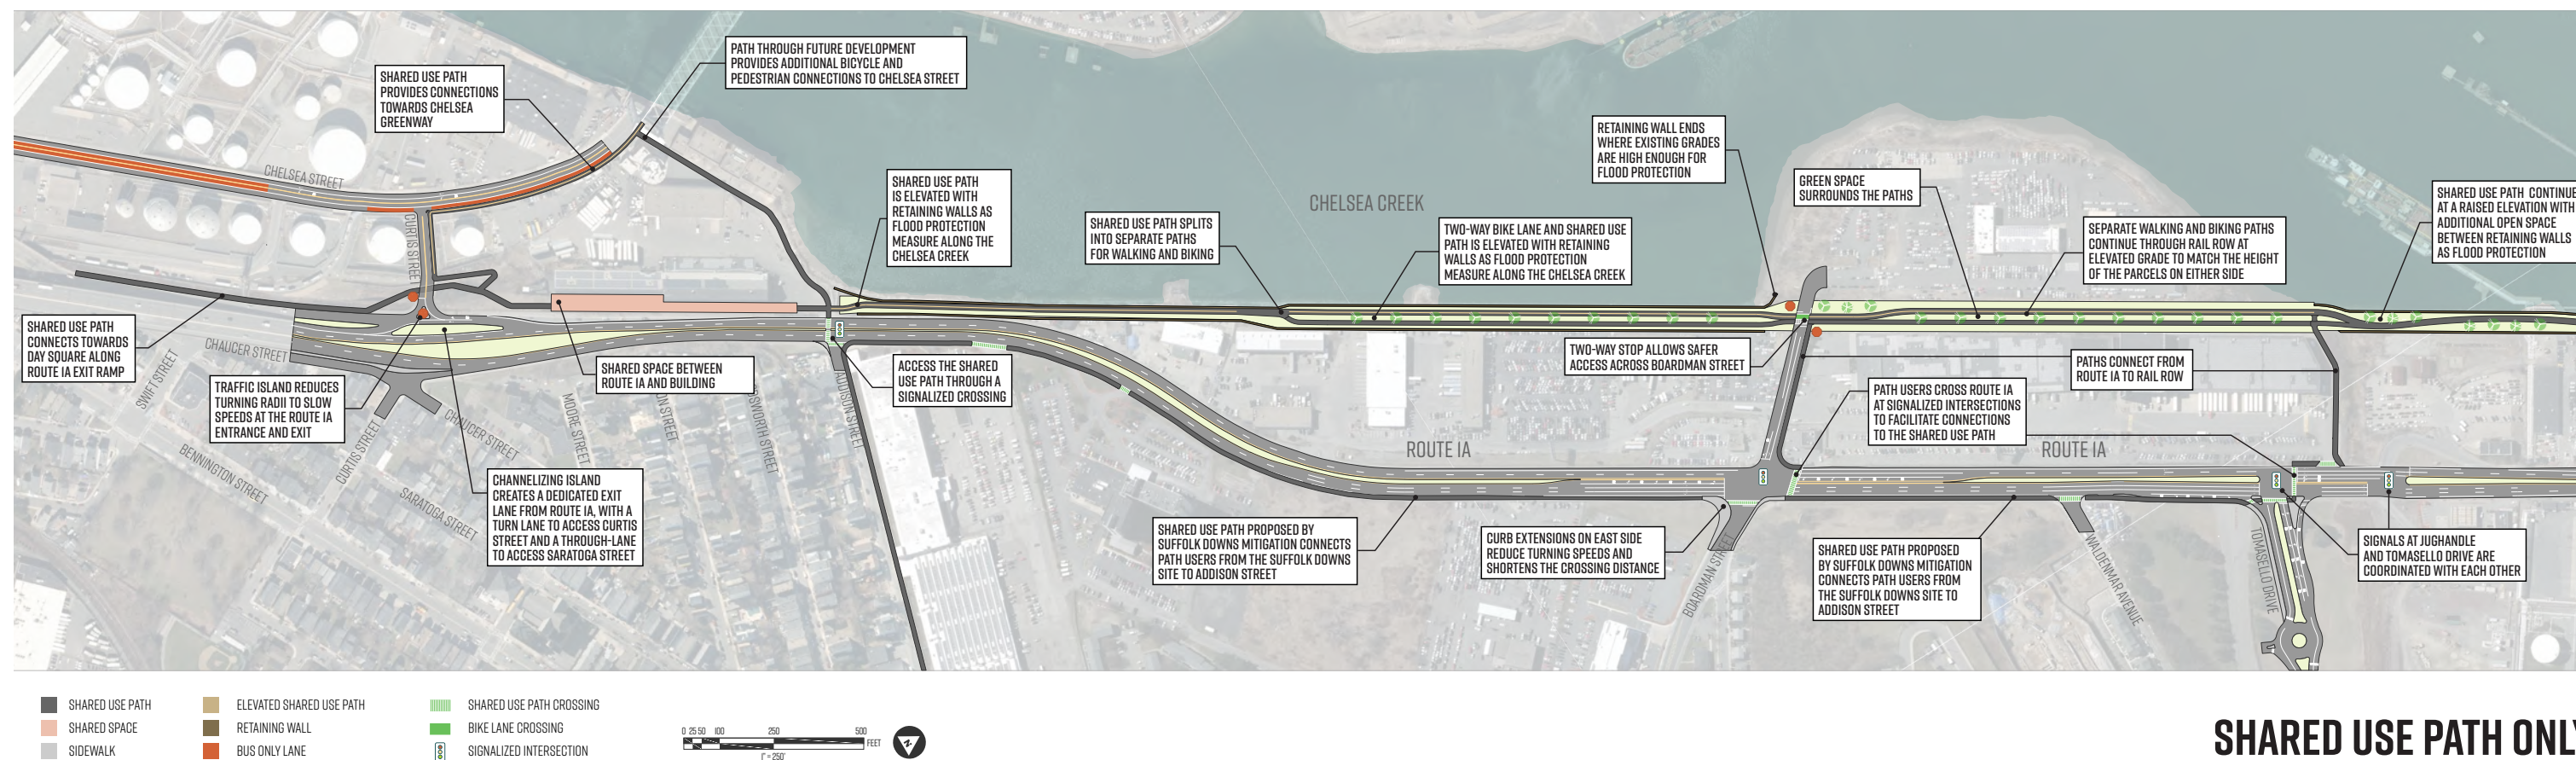 PATH THROUGH FUTURE DEVELOPMENT
PROVIDES ADDITIONAL BICYCLE AND
PEDESTRIAN CONNECTIONS TO CHELSEA STREET
SHARED USE PATH
PROVIDES CONNECTIONS
TOWARDS CHELSEA
GREENWAY
CHELSEA STREET
CURTIS STREET
SHARED USE PATH
IS ELEVATED WITH
RETAINING WALLS AS
FLOOD PROTECTION
MEASURE ALONG THE
CHELSEA CREEK
SHARED USE PATH SPLITS
INTO SEPARATE PATHS
FOR WALKING AND BIKING
CHELSEA CREEK
TWO-WAY BIKE LANE AND SHARED USE
PATH IS ELEVATED WITH RETAINING
WALLS AS FLOOD PROTECTION
MEASURE ALONG THE CHELSEA CREEK
RETAINING WALL ENDS
WHERE EXISTING GRADES
ARE HIGH ENOUGH FOR
FLOOD PROTECTION
GREEN SPACE
SURROUNDS THE PATHS
SEPARATE WALKING AND BIKING PATHS
CONTINUE THROUGH RAIL ROW AT
ELEVATED GRADE TO MATCH THE HEIGHT
OF THE PARCELS ON EITHER SIDE
SHARED USE PATH CONTINUE
AT A RAISED ELEVATION WITH
ADDITIONAL OPEN SPACE
BETWEEN RETAINING WALLS
AS FLOOD PROTECTION
SHARED USE PATH
CONNECTS TOWARDS
DAY SQUARE ALONG
ROUTE 1A EXIT RAMP
CHAUCER STREET
SWIFT STREET
TRAFFIC ISLAND REDUCES
TURNING RADII TO SLOW
SPEEDS AT THE ROUTE 1A
ENTRANCE AND EXIT
SHARED SPACE BETWEEN
ROUTE 1A AND BUILDING
ACCESS THE SHARED
USE PATH THROUGH A
SIGNALIZED CROSSING
TWO-WAY STOP ALLOWS SAFER
ACCESS ACROSS BOARDMAN STREET
PATHS CONNECT FROM
ROUTE 1A TO RAIL ROW
PATH USERS CROSS ROUTE 1A
AT SIGNALIZED INTERSECTIONS
TO FACILITATE CONNECTIONS
TO THE SHARED USE PATH
BENNINGTON STREET
CURTIS STREET
CHAUCER STREET
SARATOGA STREET
MOORE STREET
ON STREET
SWORTH STREET
ADDISON STREET
ROUTE 1A
ROUTE 1A
CHANNELIZING ISLAND
CREATES A DEDICATED EXIT
LANE FROM ROUTE 1A, WITH A
TURN LANE TO ACCESS CURTIS
STREET AND A THROUGH-LANE
TO ACCESS SARATOGA STREET
SHARED USE PATH PROPOSED BY
SUFFOLK DOWNS MITIGATION CONNECTS
PATH USERS FROM THE SUFFOLK DOWNS
SITE TO ADDISON STREET
CURB EXTENSIONS ON EAST SIDE
REDUCE TURNING SPEEDS AND
SHORTENS THE CROSSING DISTANCE
BOARDMAN STREET
SHARED USE PATH PROPOSED
BY SUFFOLK DOWNS MITIGATION
CONNECTS PATH USERS FROM
THE SUFFOLK DOWNS SITE TO
ADDISON STREET
WALDENMAR AVENUE
TOMASELLO DRIVE
SIGNALS AT JUGHANDLE
AND TOMASELLO DRIVE ARE
COORDINATED WITH EACH OTHER
SHARED USE PATH
SHARED SPACE
SIDEWALK
ELEVATED SHARED USE PATH
RETAINING WALL
BUS ONLY LANE
SHARED USE PATH CROSSING
BIKE LANE CROSSING
SIGNALIZED INTERSECTION
0 25 50 100 250 500
FEET
1" = 250'
Z
SHARED USE PATH ONLY